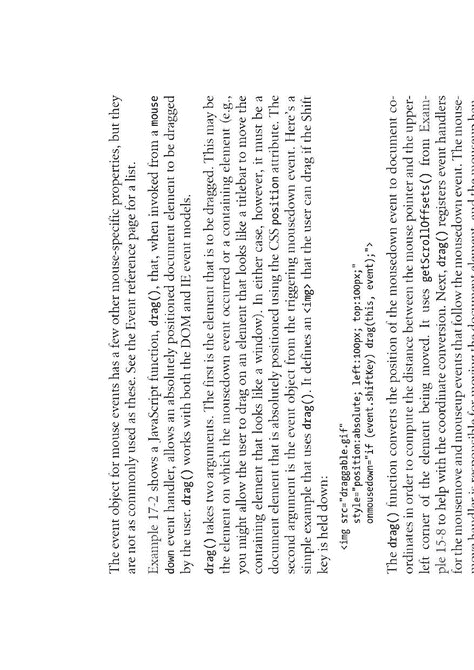 The event object for mouse events has a few other mouse-specific properties, but they
are not as commonly used as these. See the Event reference page for a list.
Example 17-2 shows a JavaScript function, drag(), that, when invoked from a mouse
down event handler, allows an absolutely positioned document element to be dragged
by the user. drag() works with both the DOM and IE event models.
drag() takes two arguments. The first is the element that is to be dragged. This may be
the element on which the mousedown event occurred or a containing element (e.g.,
you might allow the user to drag on an element that looks like a titlebar to move the
containing element that looks like a window). In either case, however, it must be a
document element that is absolutely positioned using the CSS position attribute. The
second argument is the event object from the triggering mousedown event. Here's a
simple example that uses drag(). It defines an <img> that the user can drag if the Shift
key is held down:
<img src="draggable.gif"
style="position:absolute; left:100px; top:100px;"
onmousedown="if (event.shiftKey) drag(this, event);">
The drag() function converts the position of the mousedown event to document co-
ordinates in order to compute the distance between the mouse pointer and the upper-
left corner of the element being moved. It uses getScrollOffsets() from Exam-
ple 15-8 to help with the coordinate conversion. Next, drag() registers event handlers
for the mousemove and mouseup events that follow the mousedown event. The mouse-
move handler is responsible for moving the document element, and the mouseup